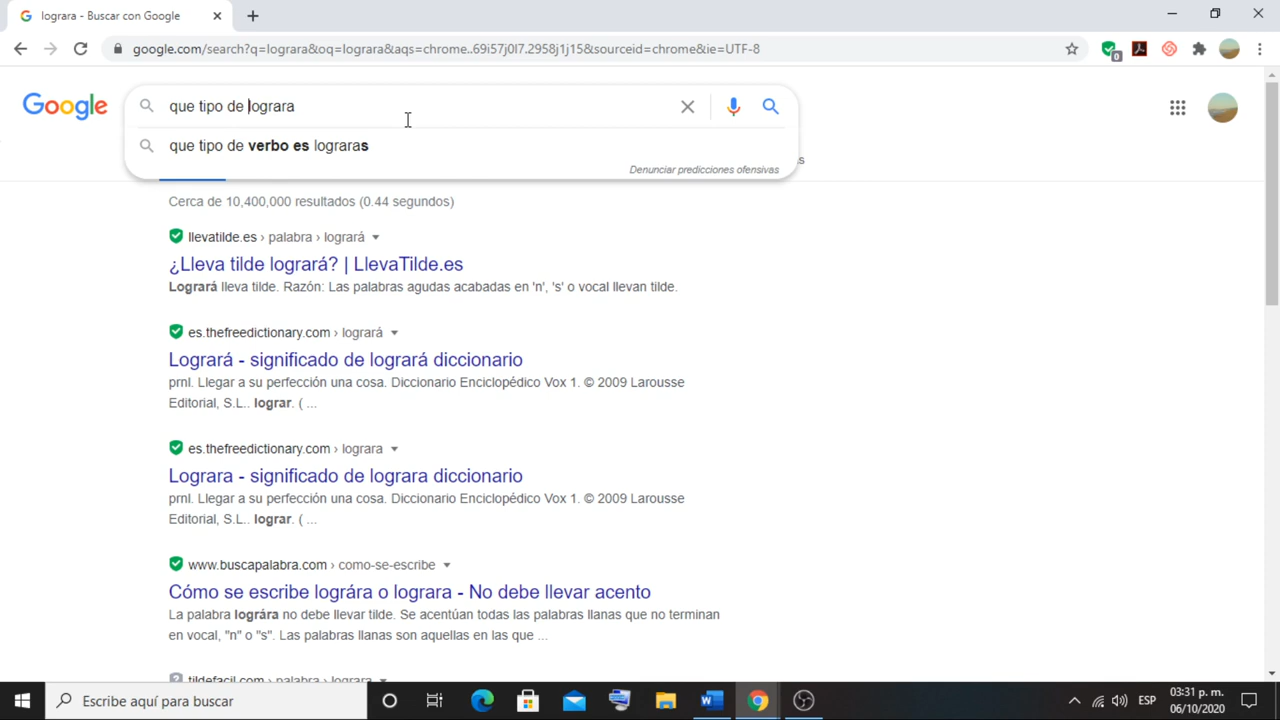 lograra - Buscar con Google
google.com/search?q=lograra&oq=lograra&aqs=chrome..69i57j0l7.2958j1j15&sourceid=chrome&ie=UTF-8
0
Google
que tipo de lograra
que tipo de verbo es lograras
Denunciar predicciones ofensivas
s
Cerca de 10,400,000 resultados (0.44 segundos)
llevatilde.es › palabra › logrará
¿Lleva tilde logrará? | LlevaTilde.es
Logrará lleva tilde. Razón: Las palabras agudas acabadas en 'n', 's' o vocal llevan tilde.
es.thefreedictionary.com › logrará
Logrará - significado de logrará diccionario
prnl. Llegar a su perfección una cosa. Diccionario Enciclopédico Vox 1. © 2009 Larousse
Editorial, S.L.. lograr. ( ...
es.thefreedictionary.com › lograra
Lograra - significado de lograra diccionario
prnl. Llegar a su perfección una cosa. Diccionario Enciclopédico Vox 1. © 2009 Larousse
Editorial, S.L.. lograr. ( ...
www.buscapalabra.com › como-se-escribe
Cómo se escribe lográra o lograra - No debe llevar acento
La palabra lográra no debe llevar tilde. Se acentúan todas las palabras llanas que no terminan
en vocal, "n" o "s". Las palabras llanas son aquellas en las que ...
tildefacil.com › palabra › lograra
Escribe aquí para buscar
ESP
03:31 p. m.
06/10/2020